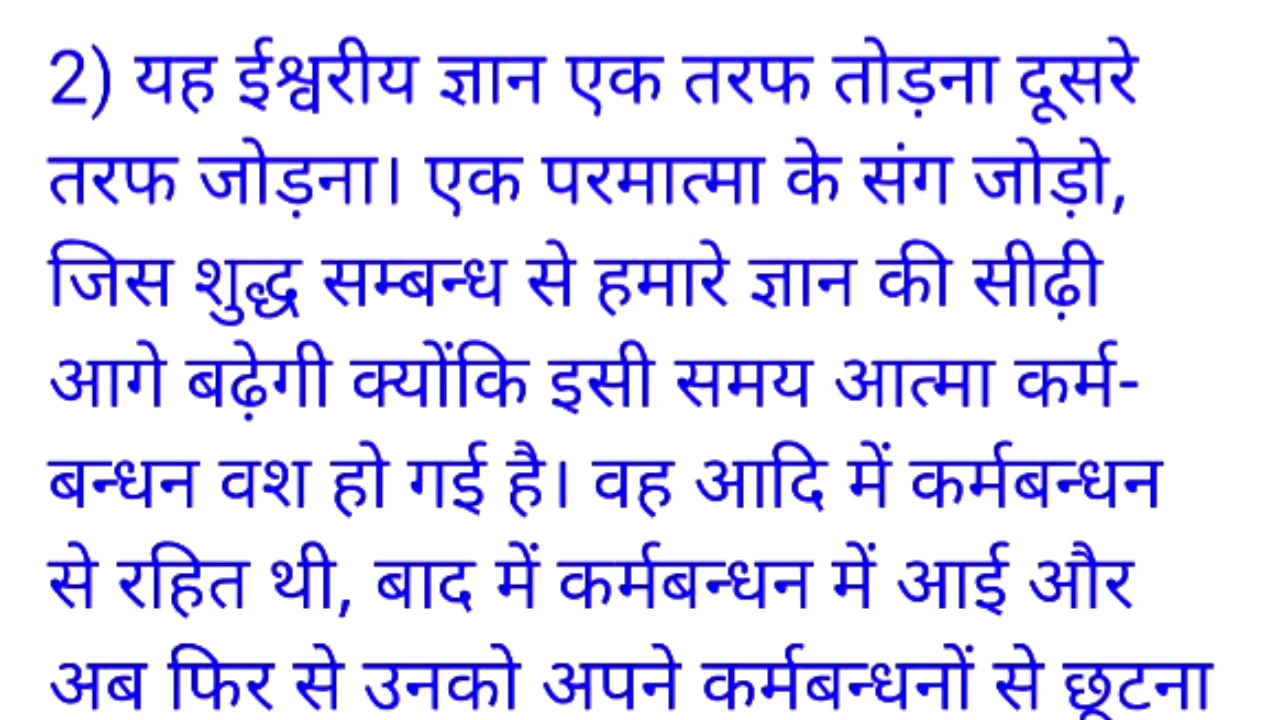 2) यह ईश्वरीय ज्ञान एक तरफ तोड़ना दूसरे
तरफ जोड़ना। एक परमात्मा के संग जोड़ो,
जिस शुद्ध सम्बन्ध से हमारे ज्ञान की सीढ़ी
आगे बढ़ेगी क्योंकि इसी समय आत्मा कर्म-
बन्धन वश हो गई है। वह आदि में कर्मबन्धन
से रहित थी, बाद में कर्मबन्धन में आई और
अब फिर से उनको अपने कर्मबन्धनों से छूटना